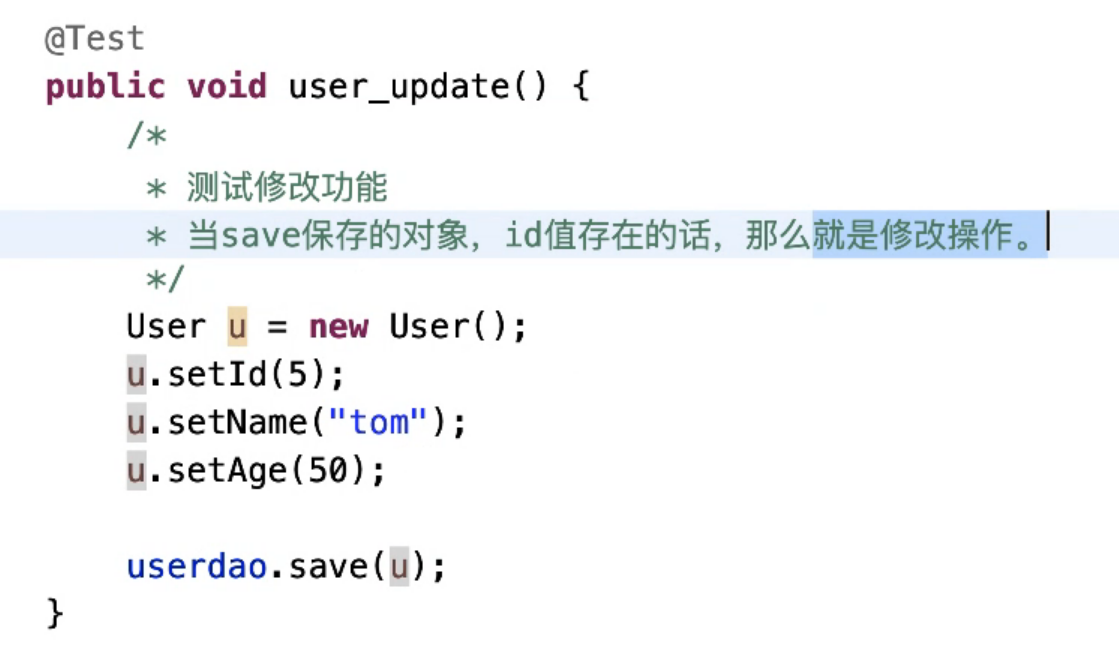 @Test
public void user_update() {
/*
* 测试修改功能
* 当save保存的对象，id值存在的话，那么就是修改操作。
*/
User u = new User();
u.setId(5);
u.setName("tom");
u.setAge(50);
userdao.save(u);
}